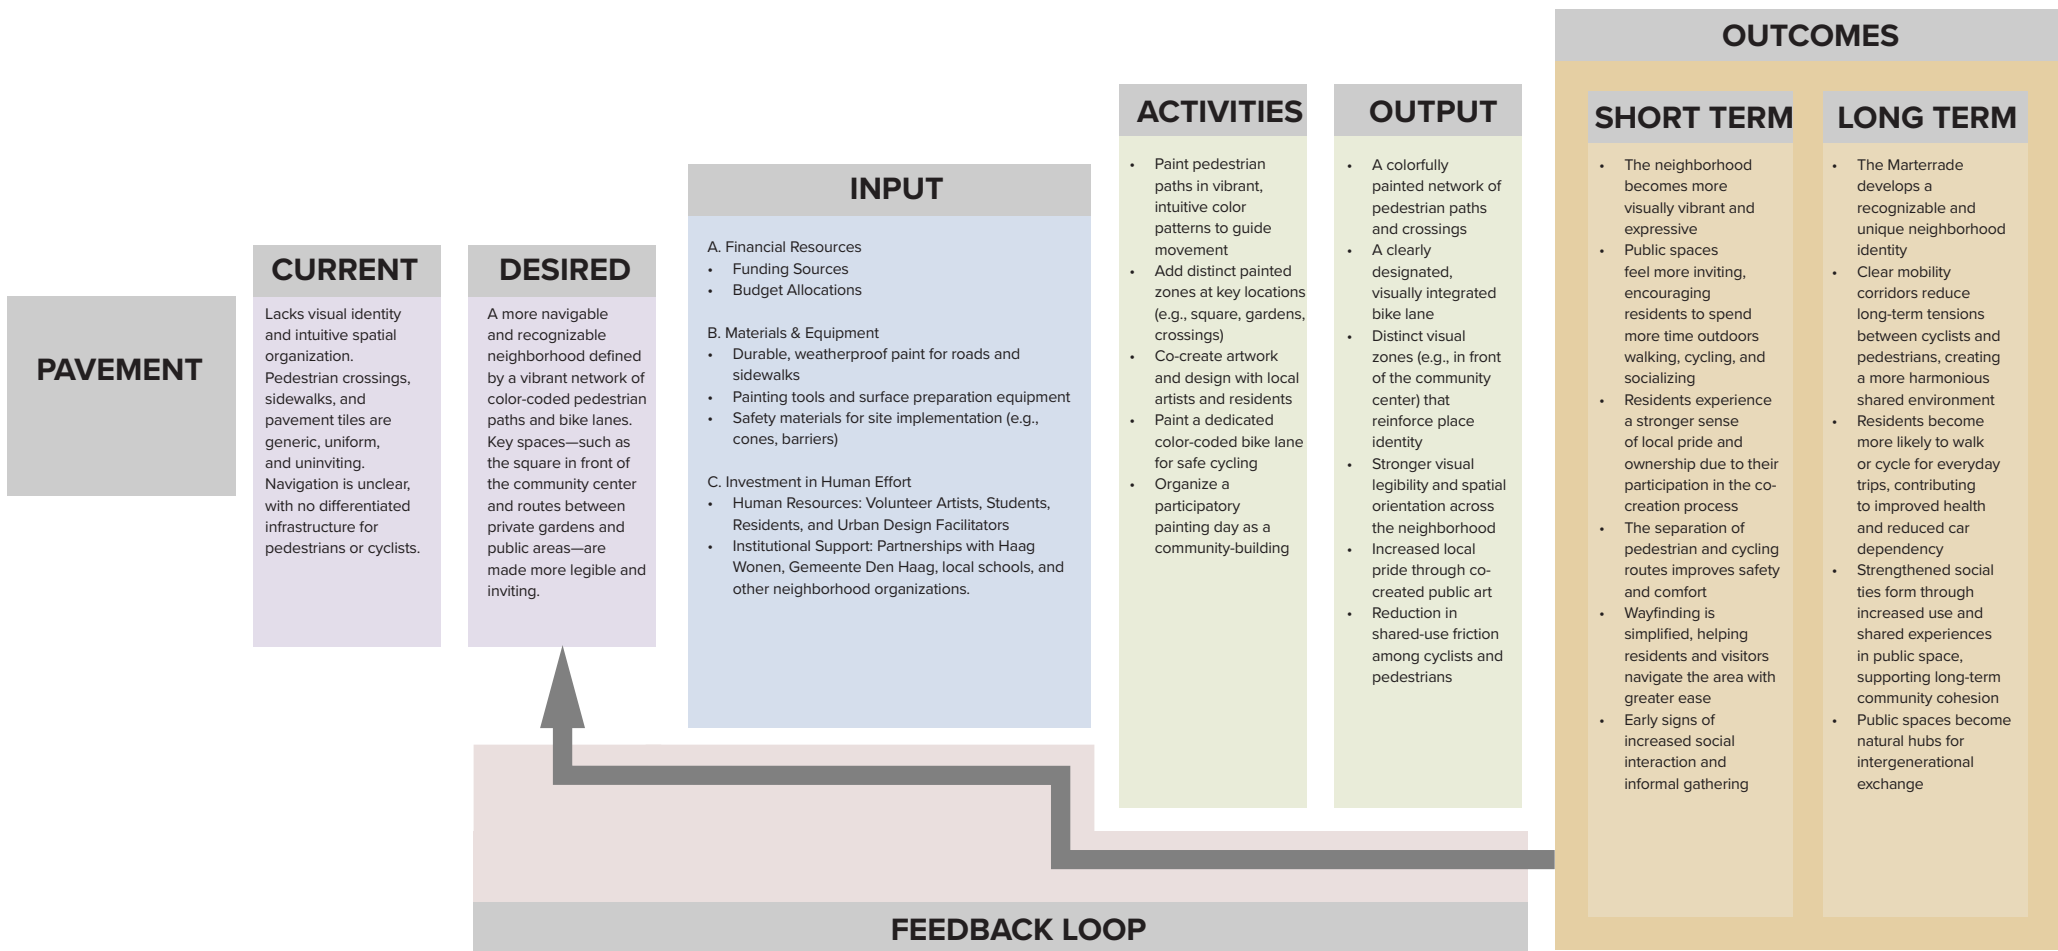 PAVEMENT
CURRENT
Lacks visual identity
and intuitive spatial
organization.
Pedestrian crossings,
sidewalks, and
pavement tiles are
generic, uniform,
and uninviting.
Navigation is unclear,
with no differentiated
infrastructure for
pedestrians or cyclists.
DESIRED
A more navigable
and recognizable
neighborhood defined
by a vibrant network of
color-coded pedestrian
paths and bike lanes.
Key spaces—such as
the square in front of
the community center
and routes between
private gardens and
public areas—are
made more legible and
inviting.
INPUT
A. Financial Resources
• Funding Sources
• Budget Allocations
B. Materials & Equipment
• Durable, weatherproof paint for roads and
sidewalks
• Painting tools and surface preparation equipment
• Safety materials for site implementation (e.g.,
cones, barriers)
C. Investment in Human Effort
• Human Resources: Volunteer Artists, Students,
Residents, and Urban Design Facilitators
• Institutional Support: Partnerships with Haag
Wonen, Gemeente Den Haag, local schools, and
other neighborhood organizations.
ACTIVITIES
• Paint pedestrian
paths in vibrant,
intuitive color
patterns to guide
movement
• Add distinct painted
zones at key locations
(e.g., square, gardens,
crossings)
• Co-create artwork
and design with local
artists and residents
• Paint a dedicated
color-coded bike lane
for safe cycling
• Organize a
participatory
painting day as a
community-building
OUTPUT
• A colorfully
painted network of
pedestrian paths
and crossings
• A clearly
designated,
visually integrated
bike lane
• Distinct visual
zones (e.g., in front
of the community
center) that
reinforce place
identity
• Stronger visual
legibility and spatial
orientation across
the neighborhood
• Increased local
pride through co-
created public art
• Reduction in
shared-use friction
among cyclists and
pedestrians
OUTCOMES
SHORT TERM
• The neighborhood
becomes more
visually vibrant and
expressive
• Public spaces
feel more inviting,
encouraging
residents to spend
more time outdoors
walking, cycling, and
socializing
• Residents experience
a stronger sense
of local pride and
ownership due to their
participation in the co-
creation process
• The separation of
pedestrian and cycling
routes improves safety
and comfort
• Wayfinding is
simplified, helping
residents and visitors
navigate the area with
greater ease
• Early signs of
increased social
interaction and
informal gathering
LONG TERM
• The Marterrade
develops a
recognizable and
unique neighborhood
identity
• Clear mobility
corridors reduce
long-term tensions
between cyclists and
pedestrians, creating
a more harmonious
shared environment
• Residents become
more likely to walk
or cycle for everyday
trips, contributing
to improved health
and reduced car
dependency
• Strengthened social
ties form through
increased use and
shared experiences
in public space,
supporting long-term
community cohesion
• Public spaces become
natural hubs for
intergenerational
exchange
FEEDBACK LOOP